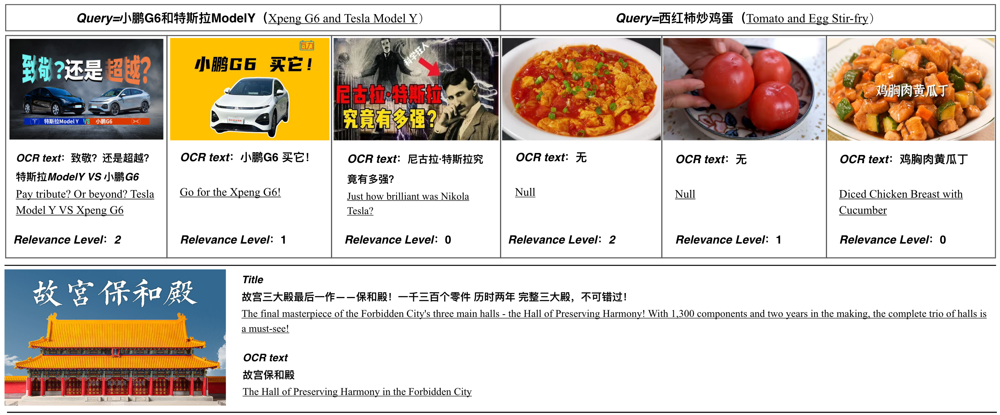 Query=小鹏G6和特斯拉ModelY（Xpeng G6 and Tesla Model Y）
Query=西红柿炒鸡蛋（Tomato and Egg Stir-fry）
致敬?还是超越?
特斯拉Model Y VS 小鹏G6
OCR text：致敬？还是超越？
特斯拉ModelY VS 小鹏G6
Pay tribute? Or beyond? Tesla
Model Y VS Xpeng G6
Relevance Level：2
瓦力
小鹏G6 买它！
OCR text：小鹏G6 买它！
Go for the Xpeng G6!
Relevance Level：1
科学狂人
尼古拉·特斯拉
究竟有多强?
OCR text：尼古拉·特斯拉究
竟有多强？
Just how brilliant was Nikola
Tesla?
Relevance Level：0
OCR text：无
Null
Relevance Level：2
OCR text：无
Null
Relevance Level：1
鸡胸肉黄瓜丁
OCR text：鸡胸肉黄瓜丁
Diced Chicken Breast with
Cucumber
Relevance Level：0
故宫保和殿
Title
故宫三大殿最后一作——保和殿！一千三百个零件 历时两年 完整三大殿，不可错过！
The final masterpiece of the Forbidden City's three main halls - the Hall of Preserving Harmony! With 1,300 components and two years in the making, the complete trio of halls is
a must-see!
OCR text
故宫保和殿
The Hall of Preserving Harmony in the Forbidden City